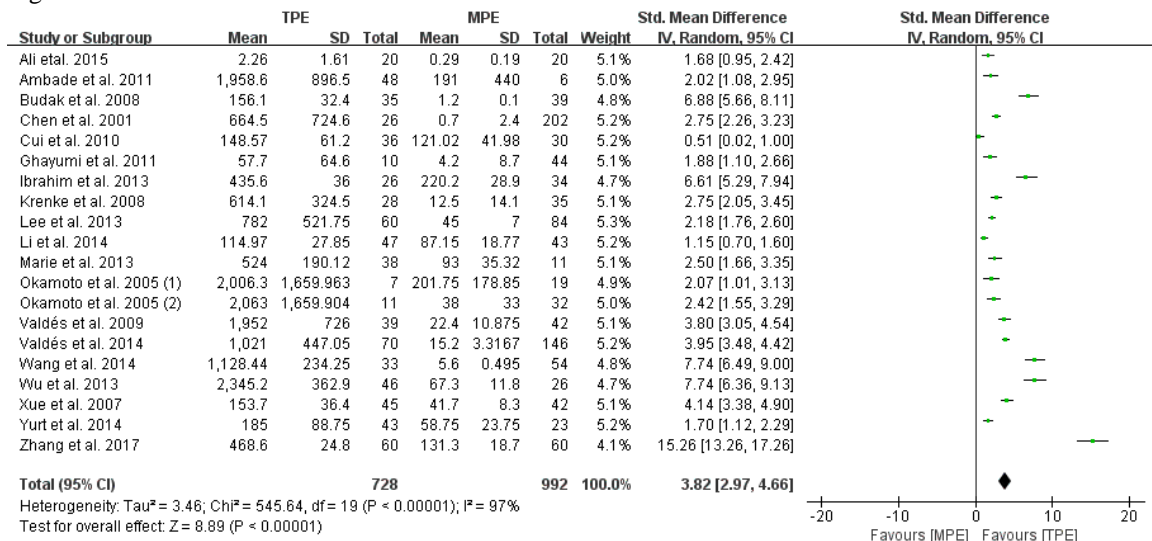 TPE MPE Std. Mean Difference Std. Mean Difference
Study or Subgroup Mean SD Total Mean SD Total Weight IV, Random, 95% CI IV, Random, 95% CI
Ali etal. 2015 2.26 1.61 20 0.29 0.19 20 5.1% 1.68 [0.95, 2.42]
Ambade et al. 2011 1,958.6 896.5 48 191 440 6 5.1% 2.02 [1.08, 2.95]
Budak et al. 2008 156.1 32.4 35 1.2 0.1 39 4.8% 6.88 [5.66, 8.11]
Chen et al. 2001 664.5 724.6 26 0.7 2.4 202 5.2% 2.75 [2.26, 3.23]
Cui et al. 2010 148.57 61.2 36 121.02 41.98 30 5.2% 0.51 [0.02, 1.00]
Ghayumi et al. 2011 57.7 64.6 10 4.2 8.7 44 5.1% 1.88 [1.10, 2.66]
Ibrahim et al. 2013 435.6 36 26 220.2 28.9 34 4.7% 6.61 [5.29, 7.94]
Krenke et al. 2008 614.1 324.5 28 12.5 14.1 35 5.1% 2.75 [2.05, 3.45]
Lee et al. 2013 782 521.75 60 45 7 84 5.2% 2.18 [1.76, 2.60]
Li et al. 2014 114.97 27.85 47 87.15 18.77 43 5.2% 1.15 [0.70, 1.60]
Marie et al. 2013 524 190.12 38 93 35.32 11 5.1% 2.50 [1.66, 3.35]
Okamoto et al. 2005 (1) 2,006.3 1,659.963 7 201.75 178.85 19 4.9% 2.07 [1.01, 3.13]
Okamoto et al. 2005 (2) 2,063 1,659.904 11 38 33 32 5.0% 2.42 [1.55, 3.29]
Valdés et al. 2009 1,952 726 39 22.4 10.875 42 5.1% 3.80 [3.05, 4.54]
Valdés et al. 2014 1,021 447.05 70 15.2 3.3167 146 5.2% 3.95 [3.48, 4.42]
Wang et al. 2014 1,128.44 234.25 33 5.6 0.495 54 4.8% 7.74 [6.49, 9.00]
Wu et al. 2013 2,345.2 362.9 46 67.3 11.8 26 4.7% 7.74 [6.36, 9.13]
Xue et al. 2007 153.7 36.4 45 41.7 8.3 42 5.1% 4.14 [3.38, 4.90]
Yurt et al. 2014 185 88.75 43 58.75 23.75 23 5.2% 1.70 [1.12, 2.29]
Zhang et al. 2017 468.6 24.8 60 131.3 18.7 60 4.1% 15.26 [13.26, 17.26]
Total (95% CI) 728 992 100.0% 3.82 [2.97, 4.66]
Heterogeneity: Tau² = 3.46; Chi² = 545.64, df = 19 (P < 0.00001); I² = 97%
Test for overall effect: Z = 8.89 (P < 0.00001)
-20 -10 0 10 20
Favours [MPE] Favours [TPE]